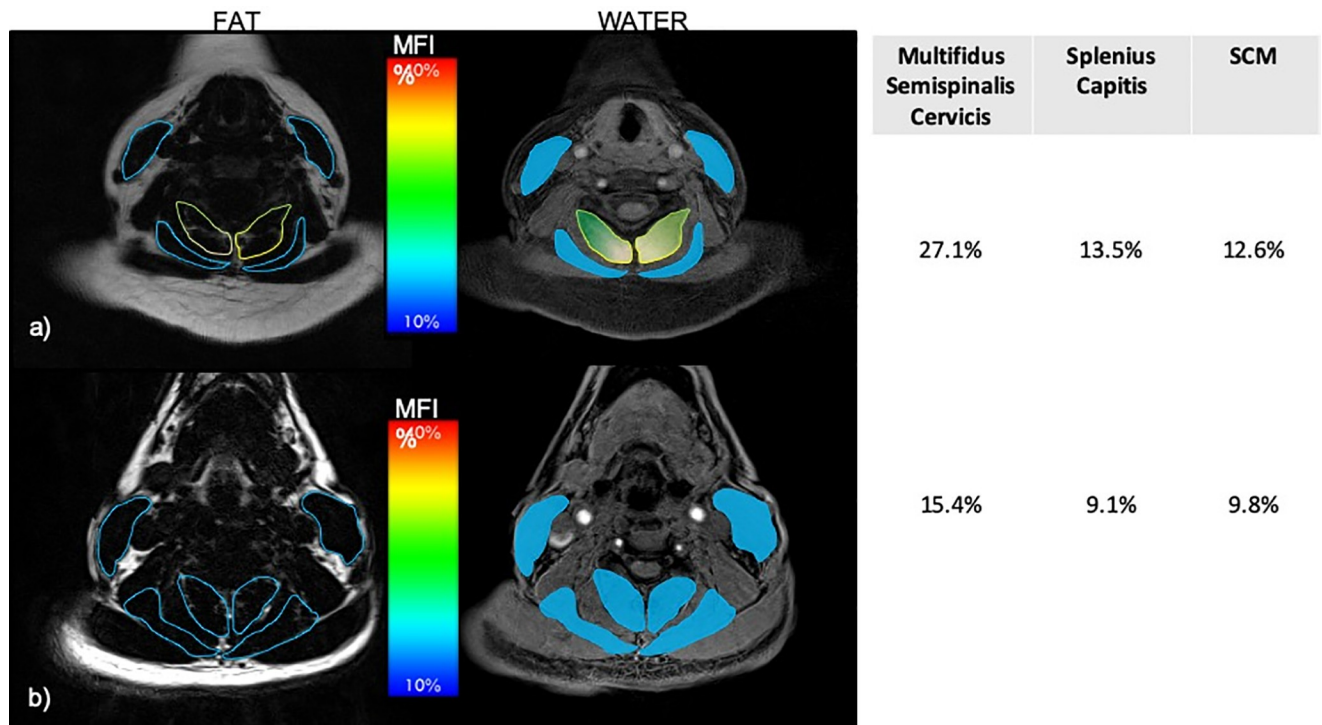 FAT
WATER
MFI
%
10%
a)
Multifidus
Semispinalis
Cervicis
Splenius
Capitis
SCM
27.1%
13.5%
12.6%
MFI
%
10%
b)
15.4%
9.1%
9.8%